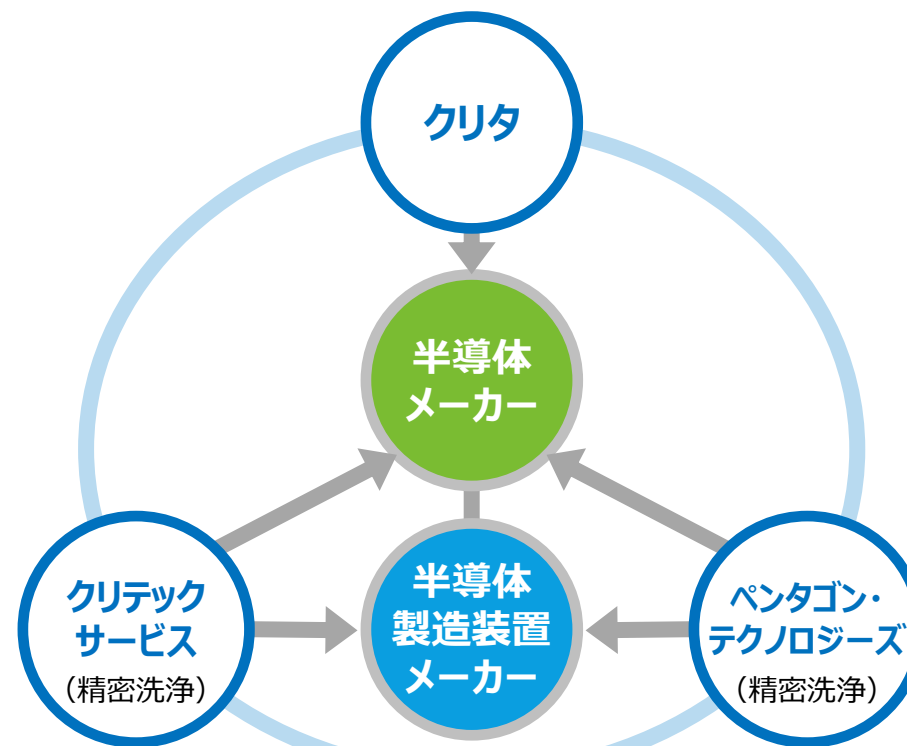 クリタ
半導体
メーカー
クリテック
サービス
（精密洗浄）
半導体
製造装置
メーカー
ペンタゴン・
テクノロジーズ
（精密洗浄）